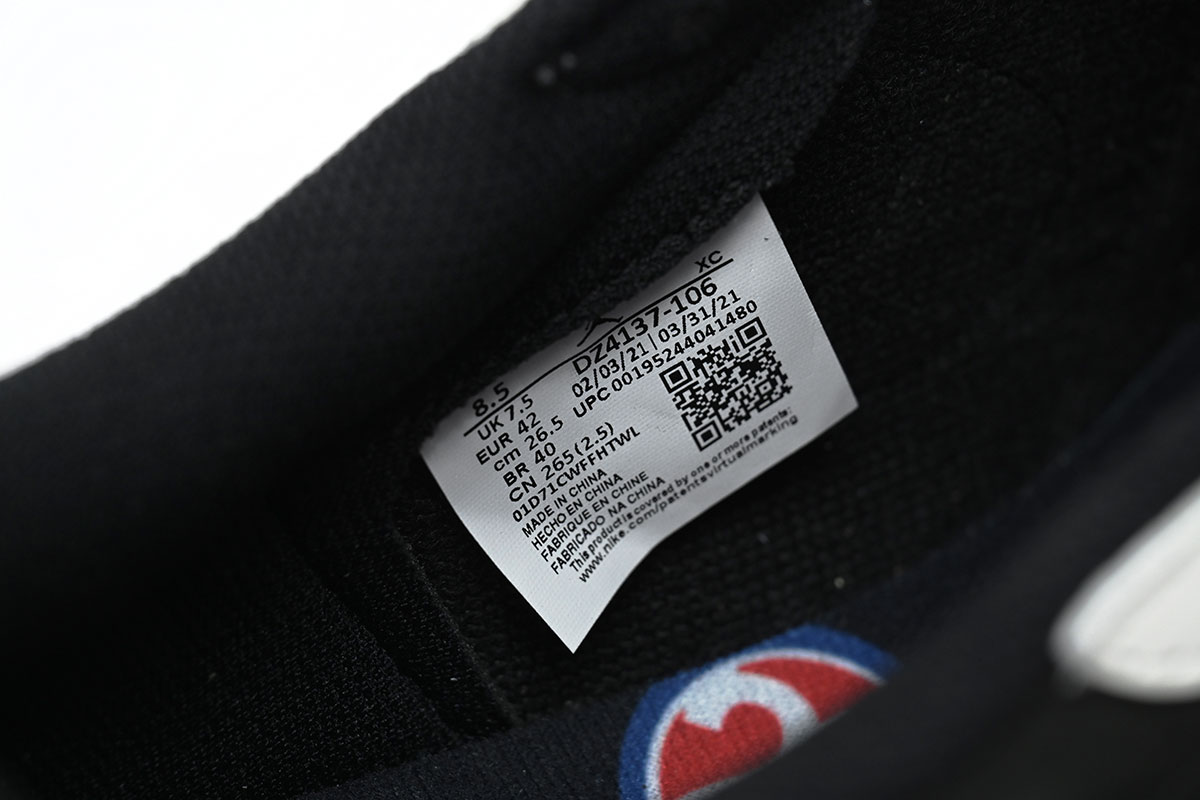 XC
8.5
DZ4137-106
UK 7.5
02/03/21 | 03/31/21
EUR 42
UPC 00195244041480
cm 26.5
BR 40
CN 265(2.5)
01D71CWFFHTWL
MADE IN CHINA
HECHO EN CHINA
FABRIQUE EN CHINE
FABRICADO NA CHINA
This product is covered by one or more patents:
www.nike.com/patentsvirtualmarking